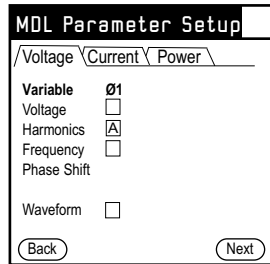 MDL Parameter Setup
Voltage Current Power
Variable Ø1
Voltage
Harmonics A
Frequency
Phase Shift
Waveform
Back Next